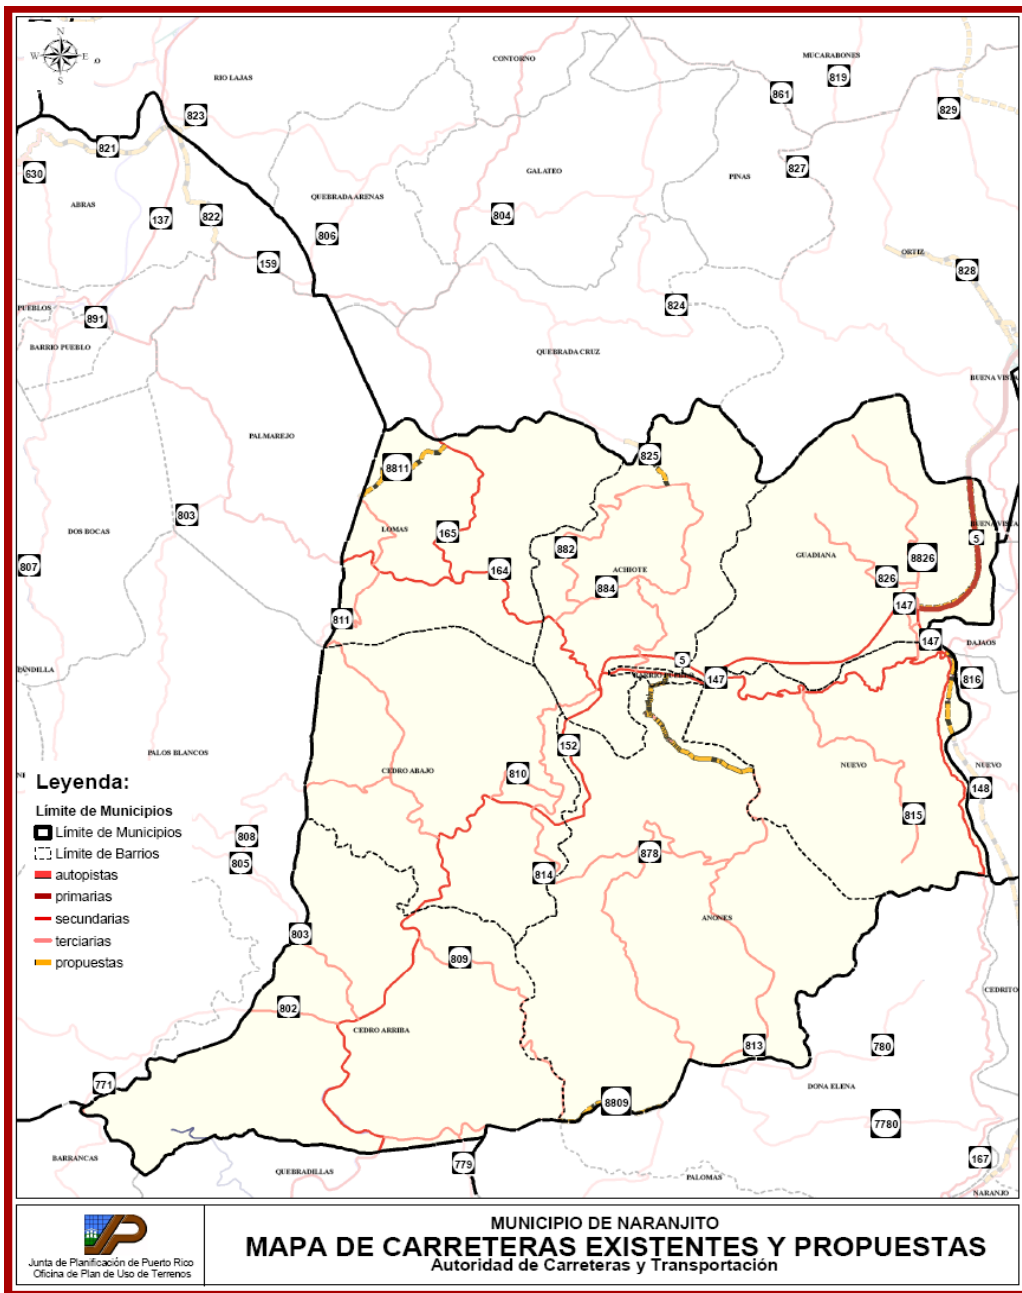 N
W E
S
RIO LAJAS
CONTORNO
MUCARABONES
819
861
829
823
821
630
ABRAS
137
822
159
QUEBRADA ARENAS
806
GALATEO
804
PINAS
827
ORTIZ
828
824
PUEBLOS
891
BARRIO PUEBLO
QUEBRADA CRUZ
BUENA VISTA
PALMAREJO
8811
825
803
DOS BOCAS
807
LOMAS
165
882
164
ACHIOTE
884
GUADIANA
8826
826
5
BUENA VISTA
147
811
147
DAJAOS
5
147
816
PALOS BLANCOS
152
CEDRO ABAJO
810
NUEVO
NUEVO
148
815
Leyenda:
Límite de Municipios
Límite de Municipios
Límite de Barrios
autopistas
primarias
secundarias
terciarias
propuestas
808
805
878
814
ANONES
803
809
802
CEDRO ARRIBA
CEDRITO
813
780
771
DONA ELENA
8809
7780
BARRANCAS
QUEBRADILLAS
779
PALOMAS
167
NARANJO
Junta de Planificación de Puerto Rico
Oficina de Plan de Uso de Terrenos
MUNICIPIO DE NARANJITO
MAPA DE CARRETERAS EXISTENTES Y PROPUESTAS
Autoridad de Carreteras y Transportación